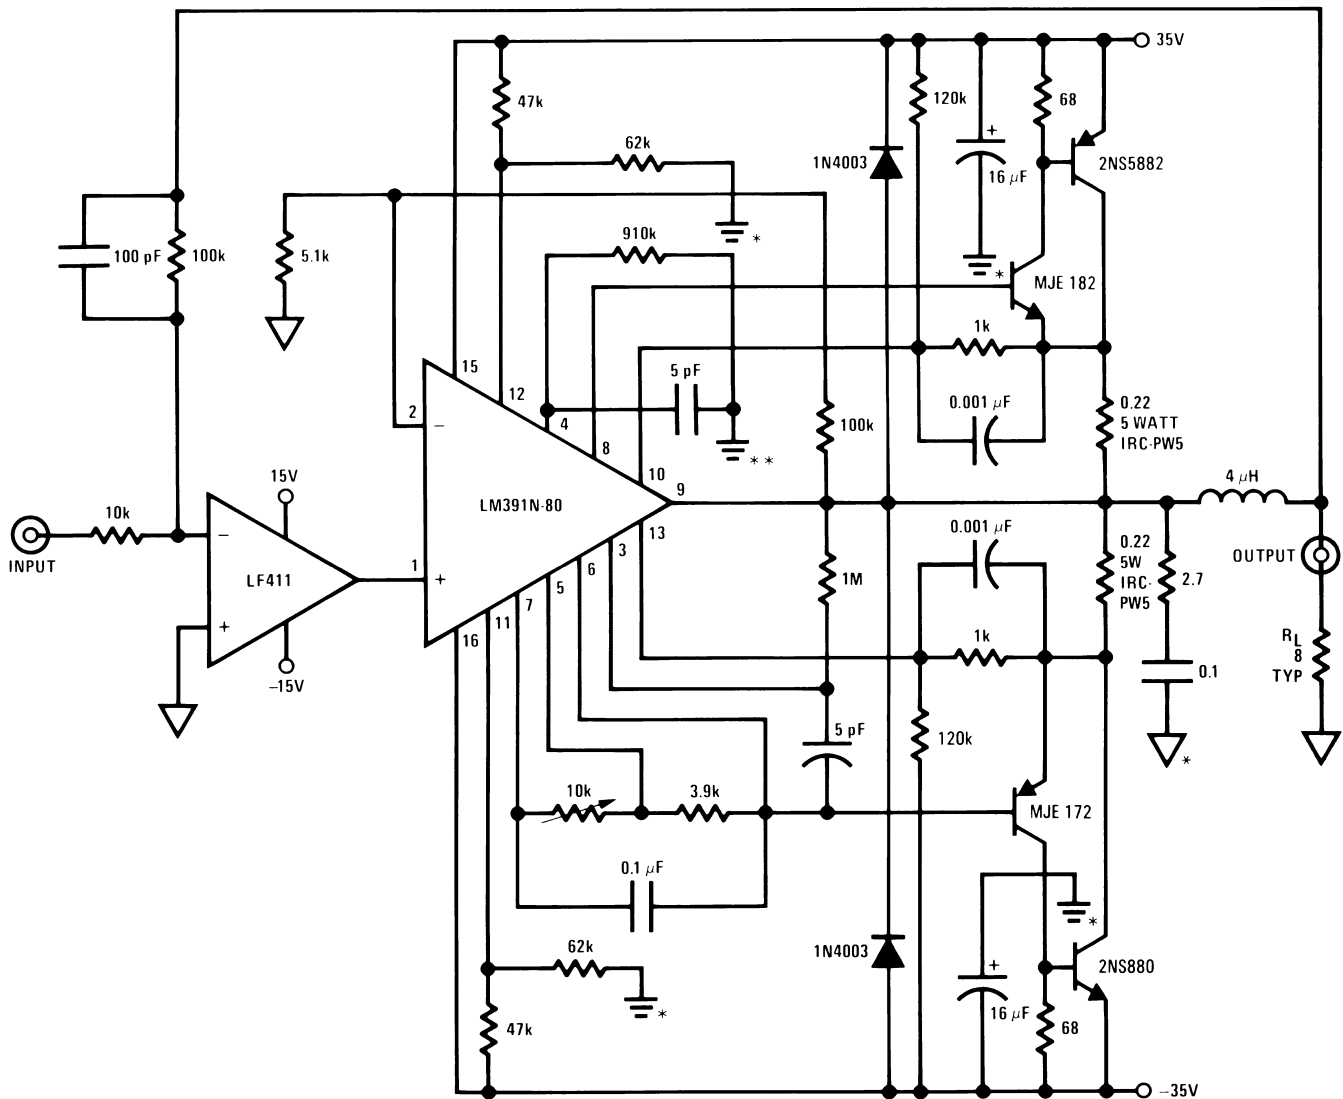 35V
47k
120k
68
62k
1N4003
+
16 μF
2NS5882
*
100 pF
100k
5.1k
910k
*
MJE 182
1k
15
12
5 pF
2
−
4
0.001 μF
0.22
5 WATT
IRC-PW5
100k
* *
8
10
9
4 μH
15V
LM391N-80
10k
13
0.001 μF
0.22
5W
IRC-
PW5
−
3
OUTPUT
INPUT
LF411
1
+
6
5
1M
2.7
7
11
+
16
1k
RL
8
TYP
−15V
0.1
5 pF
120k
*
10k
3.9k
MJE 172
0.1 μF
*
62k
1N4003
+
2NS880
*
16 μF
47k
68
−35V